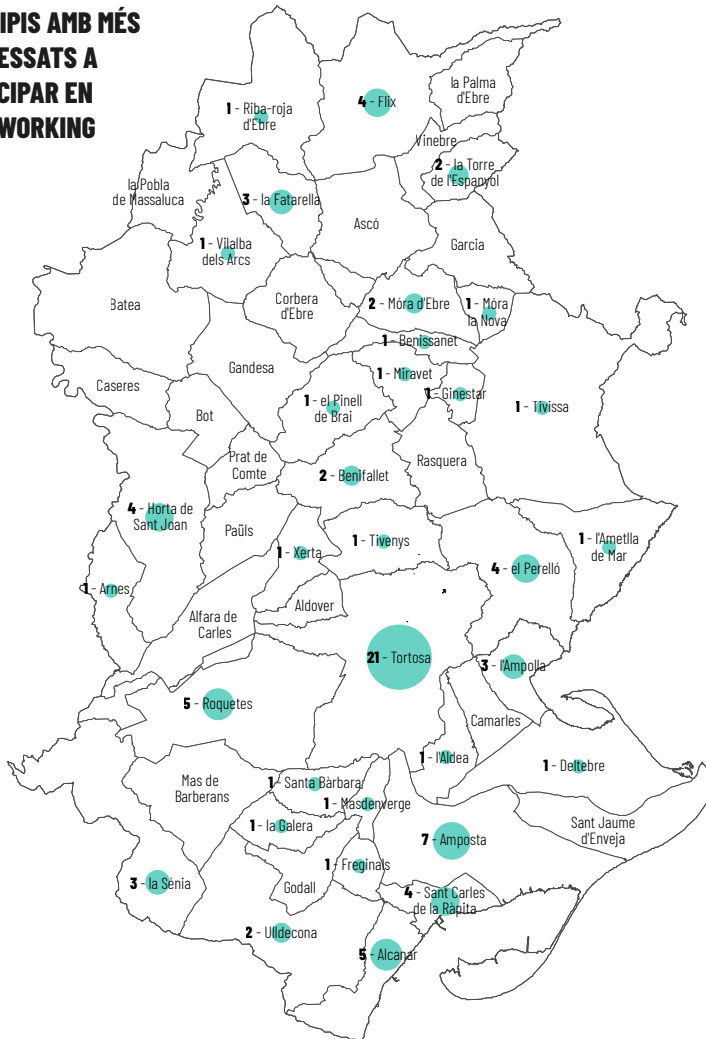 IPIS AMB MÉS
ESSATS A
CIPAR EN
WORKING
la Palma
d'Ebre
4 - Flix
1 - Riba-roja
d'Ebre
Vinebre
2 - la Torre
de l'Espanyol
la Pobla
de Massaluca
3 - la Fatarella
Ascó
Garcia
1 - Vilalba
dels Arcs
Batea
Corbera
d'Ebre
2 - Móra d'Ebre
1 - Móra
la Nova
1 - Benissanet
Gandesa
1 - Miravet
Caseres
1 - Ginestar
1 - el Pinell
de Brai
1 - Tivissa
Bot
Prat de
Comte
Rasquera
2 - Benifallet
4 - Horta de
Sant Joan
Paüls
1 - Tivenys
1 - l'Ametlla
de Mar
1 - Xerta
4 - el Perelló
1 - Arnes
Aldover
Alfara de
Carles
21 - Tortosa
3 - l'Ampolla
5 - Roquetes
Camarles
1 - l'Aldea
1 - Deltebre
Mas de
Barberans
1 - Santa Bàrbara
1 - Masdenverge
1 - la Galera
Sant Jaume
d'Enveja
7 - Amposta
1 - Freginals
3 - la Sénia
Godall
4 - Sant Carles
de la Ràpita
2 - Ulldecona
5 - Alcanar